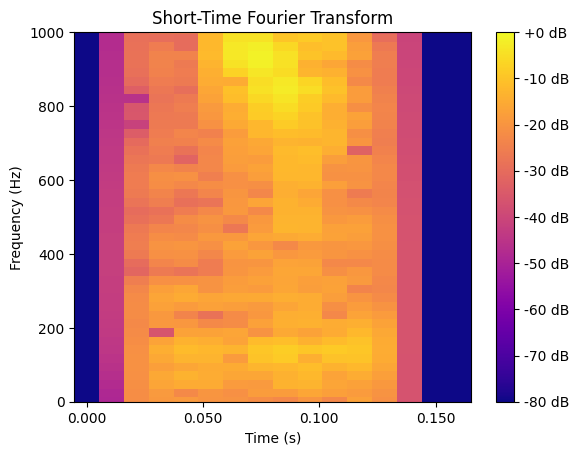 Short-Time Fourier Transform
Frequency (Hz)
1000
800
600
400
200
0
0.000
0.050
0.100
0.150
Time (s)
+0 dB
-10 dB
-20 dB
-30 dB
-40 dB
-50 dB
-60 dB
-70 dB
-80 dB